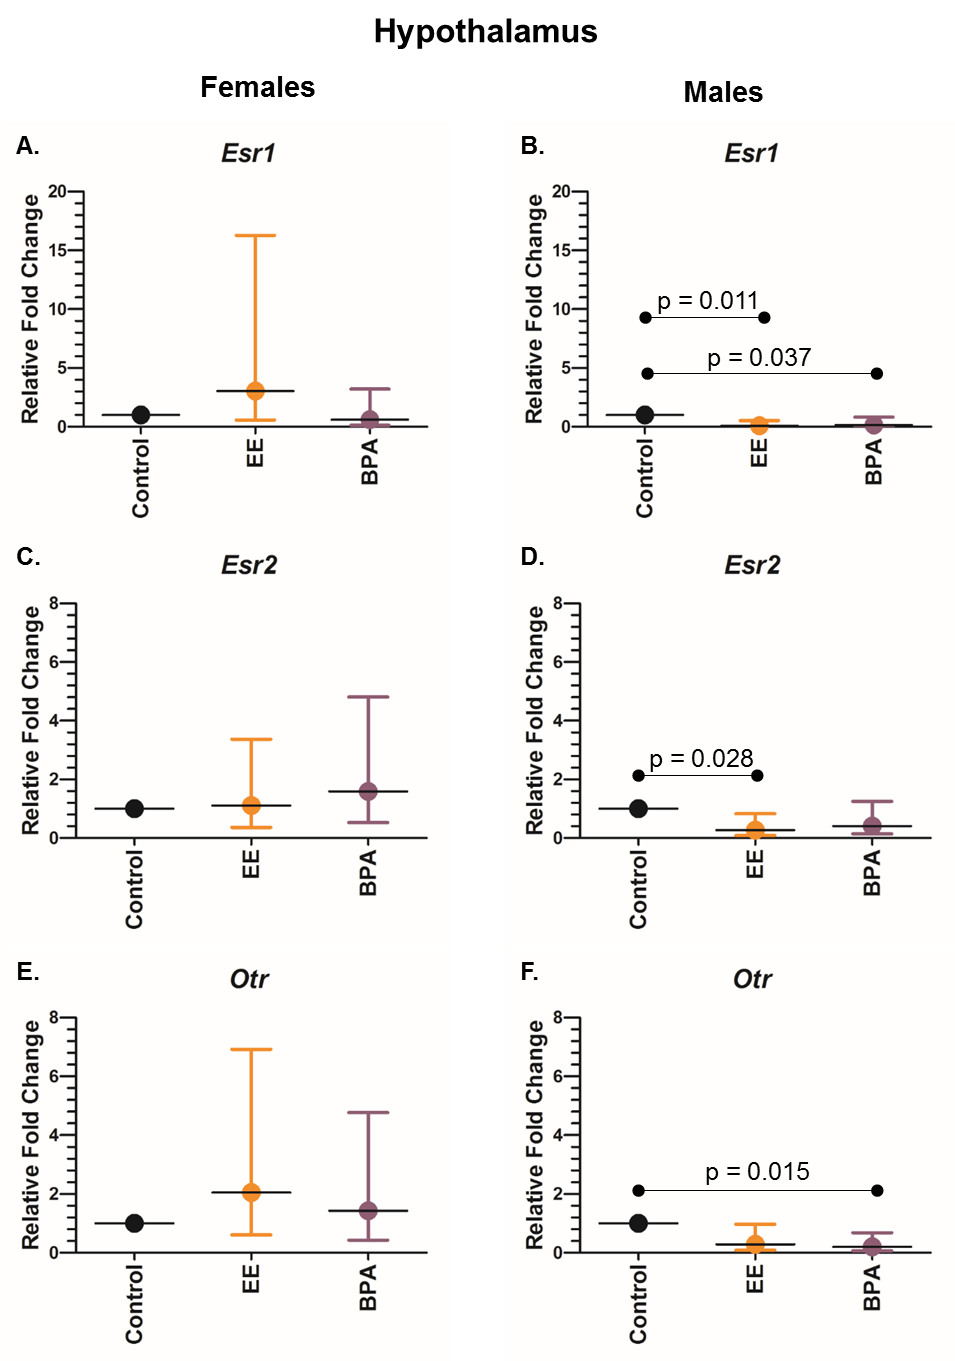 Hypothalamus
Females
Males
A.
Esr1
Relative Fold Change
20
15
10
5
0
Control
EE
BPA
B.
Esr1
Relative Fold Change
20
15
10
5
0
p = 0.011
p = 0.037
Control
EE
BPA
C.
Esr2
Relative Fold Change
8
6
4
2
0
Control
EE
BPA
D.
Esr2
Relative Fold Change
8
6
4
2
0
p = 0.028
Control
EE
BPA
E.
Otr
Relative Fold Change
8
6
4
2
0
Control
EE
BPA
F.
Otr
Relative Fold Change
8
6
4
2
0
p = 0.015
Control
EE
BPA